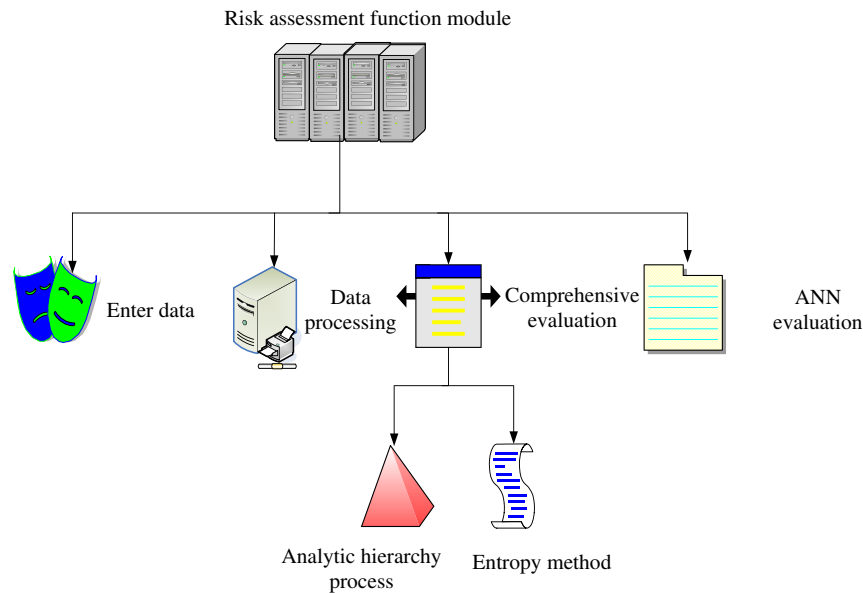 Risk assessment function module
Enter data
Data
processing
Comprehensive
evaluation
ANN
evaluation
Analytic hierarchy
process
Entropy method